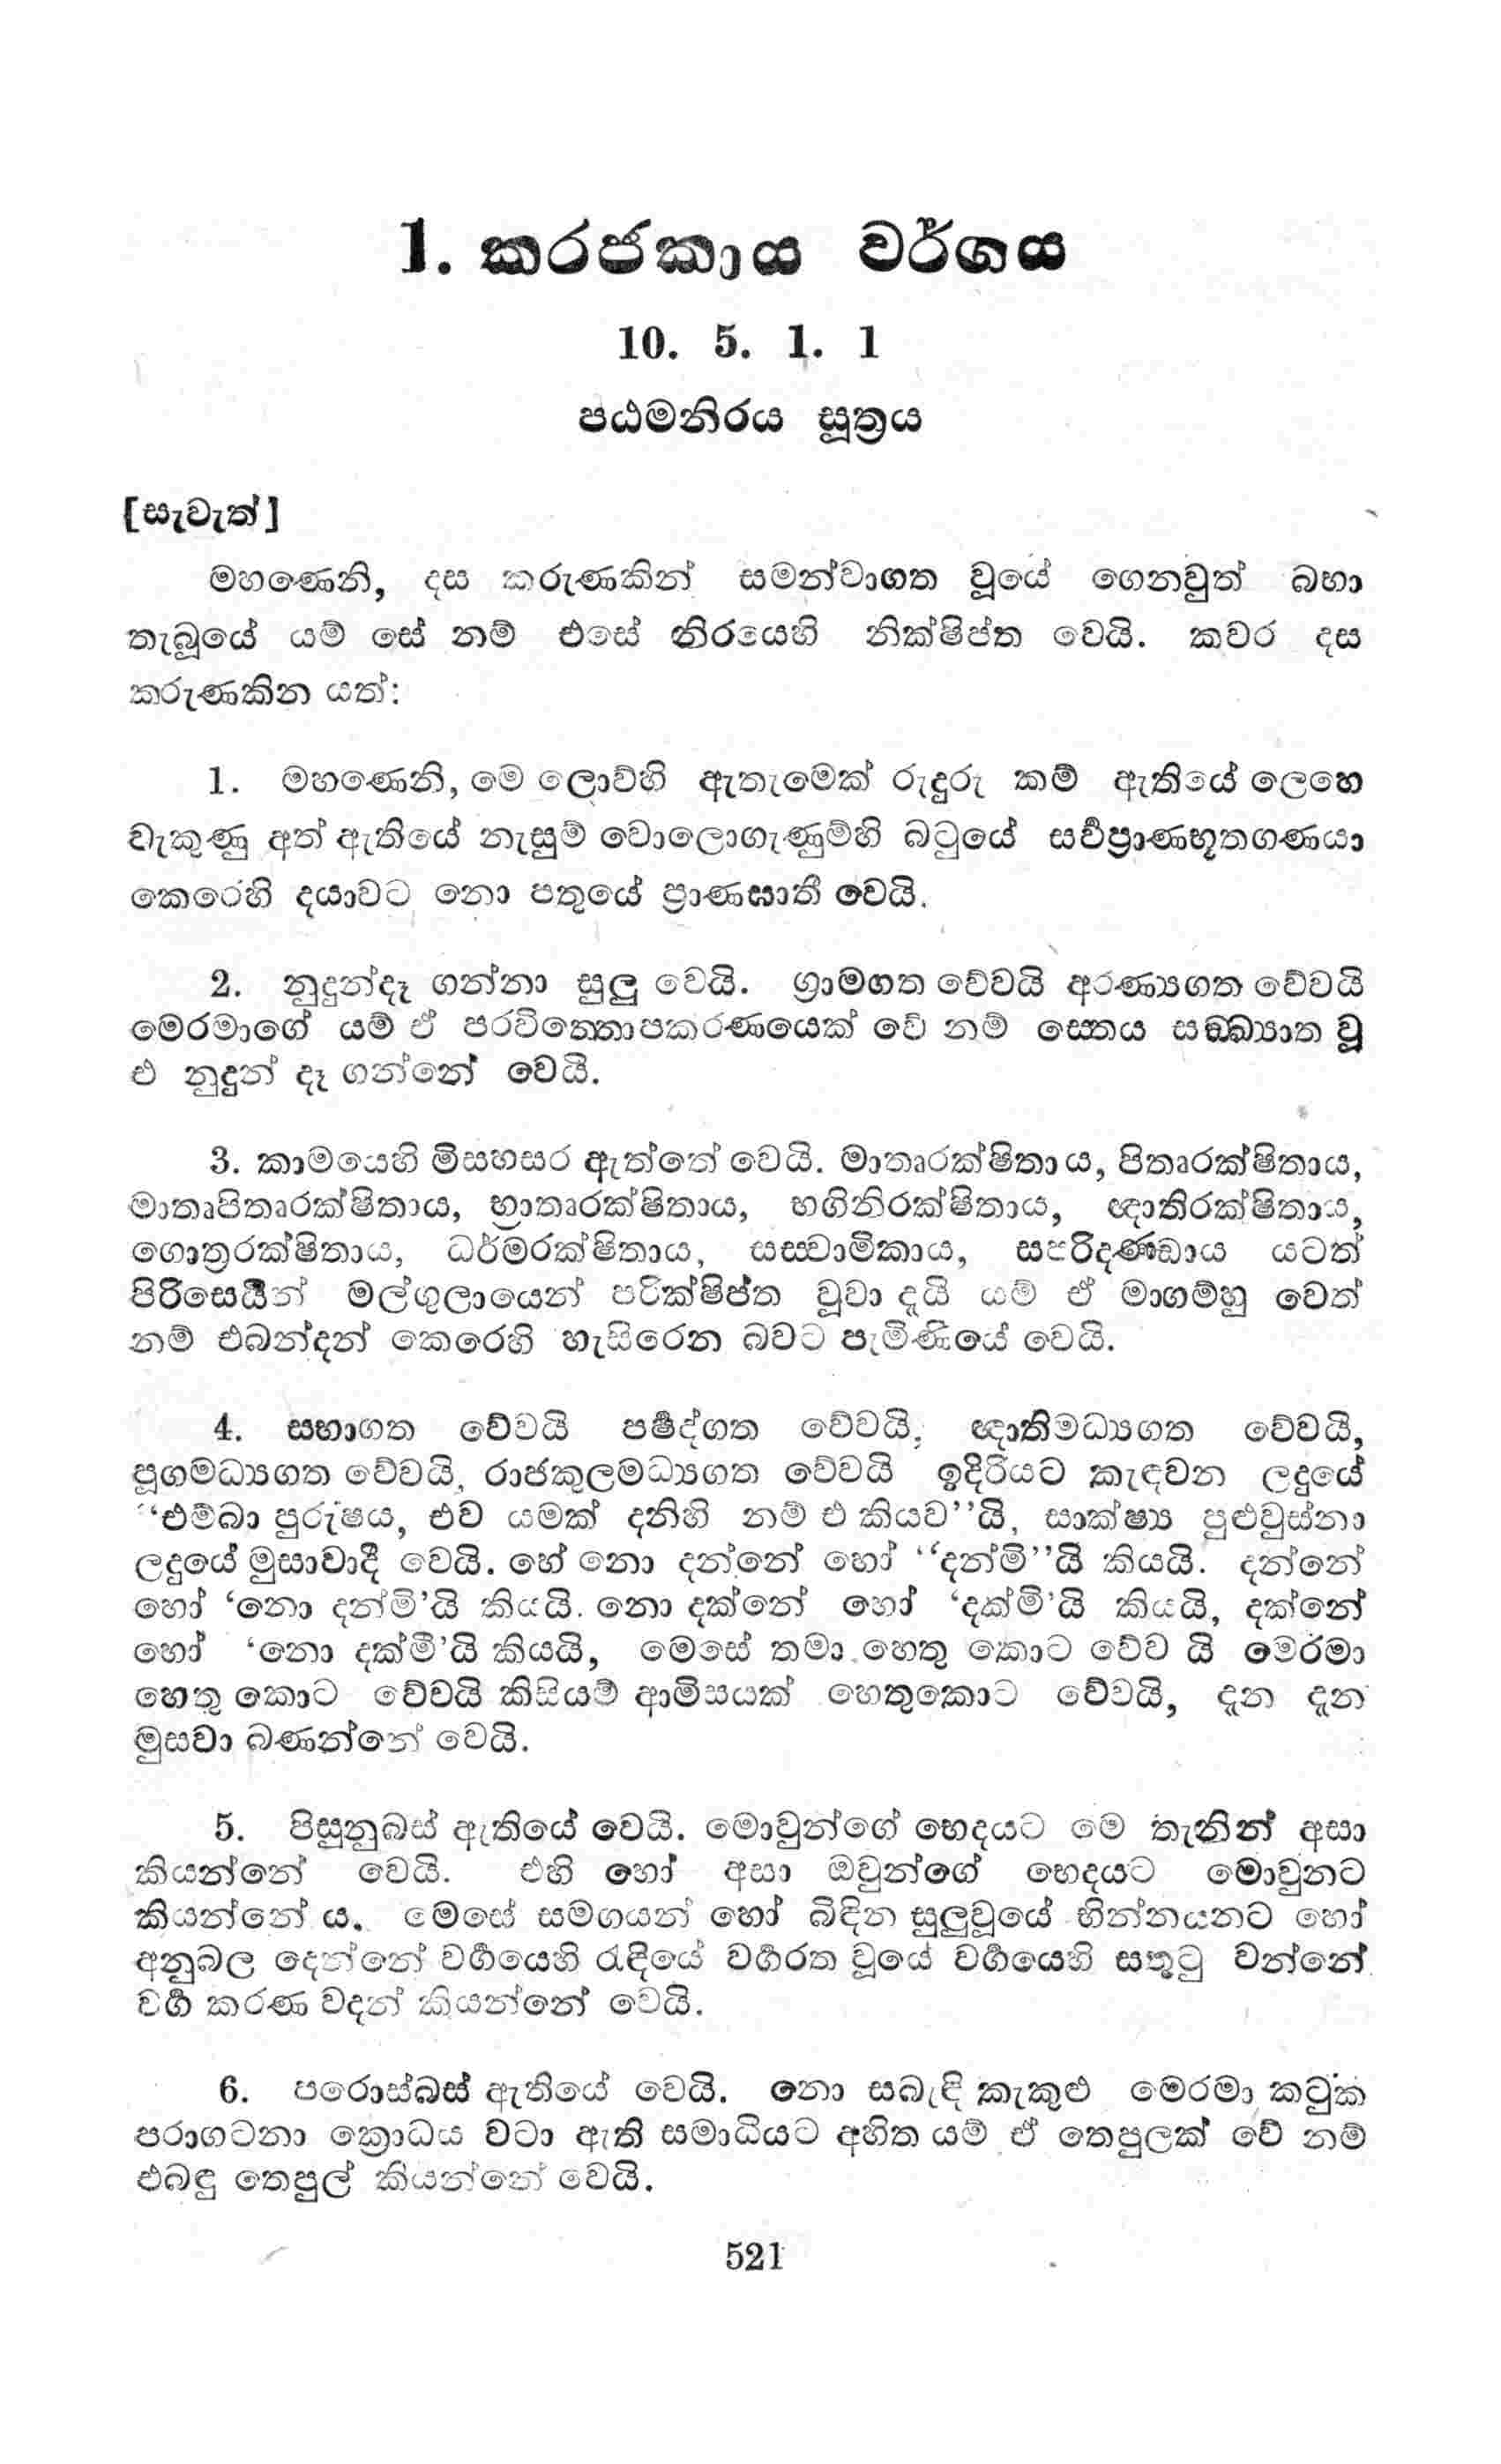 1. කරජකාය වර්ගය
10. 5. 1. 1
පඨමනිරය සූත්‍රය
[සැවැත්]
මහණෙනි, දස කරුණකින් සමන්වාගත වූයේ ගෙනවුත් බහා
තැබූයේ යම් සේ නම් එසේ නිරයෙහි නික්ෂිප්ත වෙයි. කවර දස
කරුණකින යත්:
1. මහණෙනි, මෙ ලොව්හි ඇතැමෙක් රුදුරු කම් ඇතියේ ලෙහෙ
වැකුණු අත් ඇතියේ නැසුම් වොලොගැණුම්හි බටුයේ සර්‍වප්‍රාණභූතගණයා
කෙරෙහි දයාවට නො පතුයේ ප්‍රාණඝාතී වෙයි.
2. නුදුන්දෑ ගන්නා සුලු වෙයි. ග්‍රාමගත වේවයි අරණ්‍යගත වේවයි
මෙරමාගේ යම් ඒ පරවිත්තොපකරණයෙක් වේ නම් ස්තෙය සඞ්ඛ්‍යාත වූ
එ නුදුන් දෑ ගන්නේ වෙයි.
3. කාමයෙහි මිසහසර ඇත්තේ වෙයි. මාතෘරක්ෂිතාය, පිතෘරක්ෂිතාය,
මාතෘපිතෘරක්ෂිතාය, භ්‍රාතෘරක්ෂිතාය, භගිනිරක්ෂිතාය, ඥාතිරක්ෂිතාය,
ගොත්‍රරක්ෂිතාය, ධර්මරක්ෂිතාය, සස්වාමිකාය, සපරිදණ්ඩාය යටත්
පිරිසෙයින් මල්ගුලායෙන් පරික්ෂිප්ත වූවා දැයි යම් ඒ මාගම්හු වෙත්
නම් එබන්දන් කෙරෙහි හැසිරෙන බවට පැමිණියේ වෙයි.
4. සභාගත වේවයි පර්‍ෂද්ගත වේවයි, ඥාතිමධ්‍යගත වේවයි,
පූගමධ්‍යගත වේවයි, රාජකුලමධ්‍යගත වේවයි ඉදිරියට කැඳවන ලදුයේ
“එම්බා පුරුෂය, එව යමක් දනිහි නම් එ කියව”යි, සාක්ෂ්‍ය පුළුවුස්නා
ලදුයේ මුසාවාදී වෙයි. හේ නො දන්නේ හෝ “දන්මි”යි කියයි. දන්නේ
හෝ ‘නො දන්මි’යි කියයි. නො දක්නේ හෝ ‘දක්මි’යි කියයි, දක්නේ
හෝ ‘නො දක්මී’යි කියයි, මෙසේ තමා හෙතු කොට වේව යි මෙරමා
හෙතු කොට වේවයි කිසියම් ආමිසයක් හෙතුකොට වේවයි, දැන දැන
මුසවා බණන්නේ වෙයි.
5. පිසුනුබස් ඇතියේ වෙයි. මොවුන්ගේ භෙදයට මෙ තැනින් අසා
කියන්නේ වෙයි. එහි හෝ අසා ඔවුන්ගේ භෙදයට මොවුනට
කියන්නේ ය. මෙසේ සමගයන් හෝ බිඳින සුලුවූයේ භින්නයනට හෝ
අනුබල දෙන්නේ වර්‍ගයෙහි රැඳියේ වර්‍ගරත වූයේ වර්‍ගයෙහි සතුටු වන්නේ
වර්‍ග කරණ වදන් කියන්නේ වෙයි.
6. පරොස්බස් ඇතියේ වෙයි. නො සබැඳි කැකුළු මෙරමා කටුක
පරාගටනා ක්‍රොධය වටා ඇති සමාධියට අහිත යම් ඒ තෙපුලක් වේ නම්
එබඳු තෙපුල් කියන්නේ වෙයි.
521